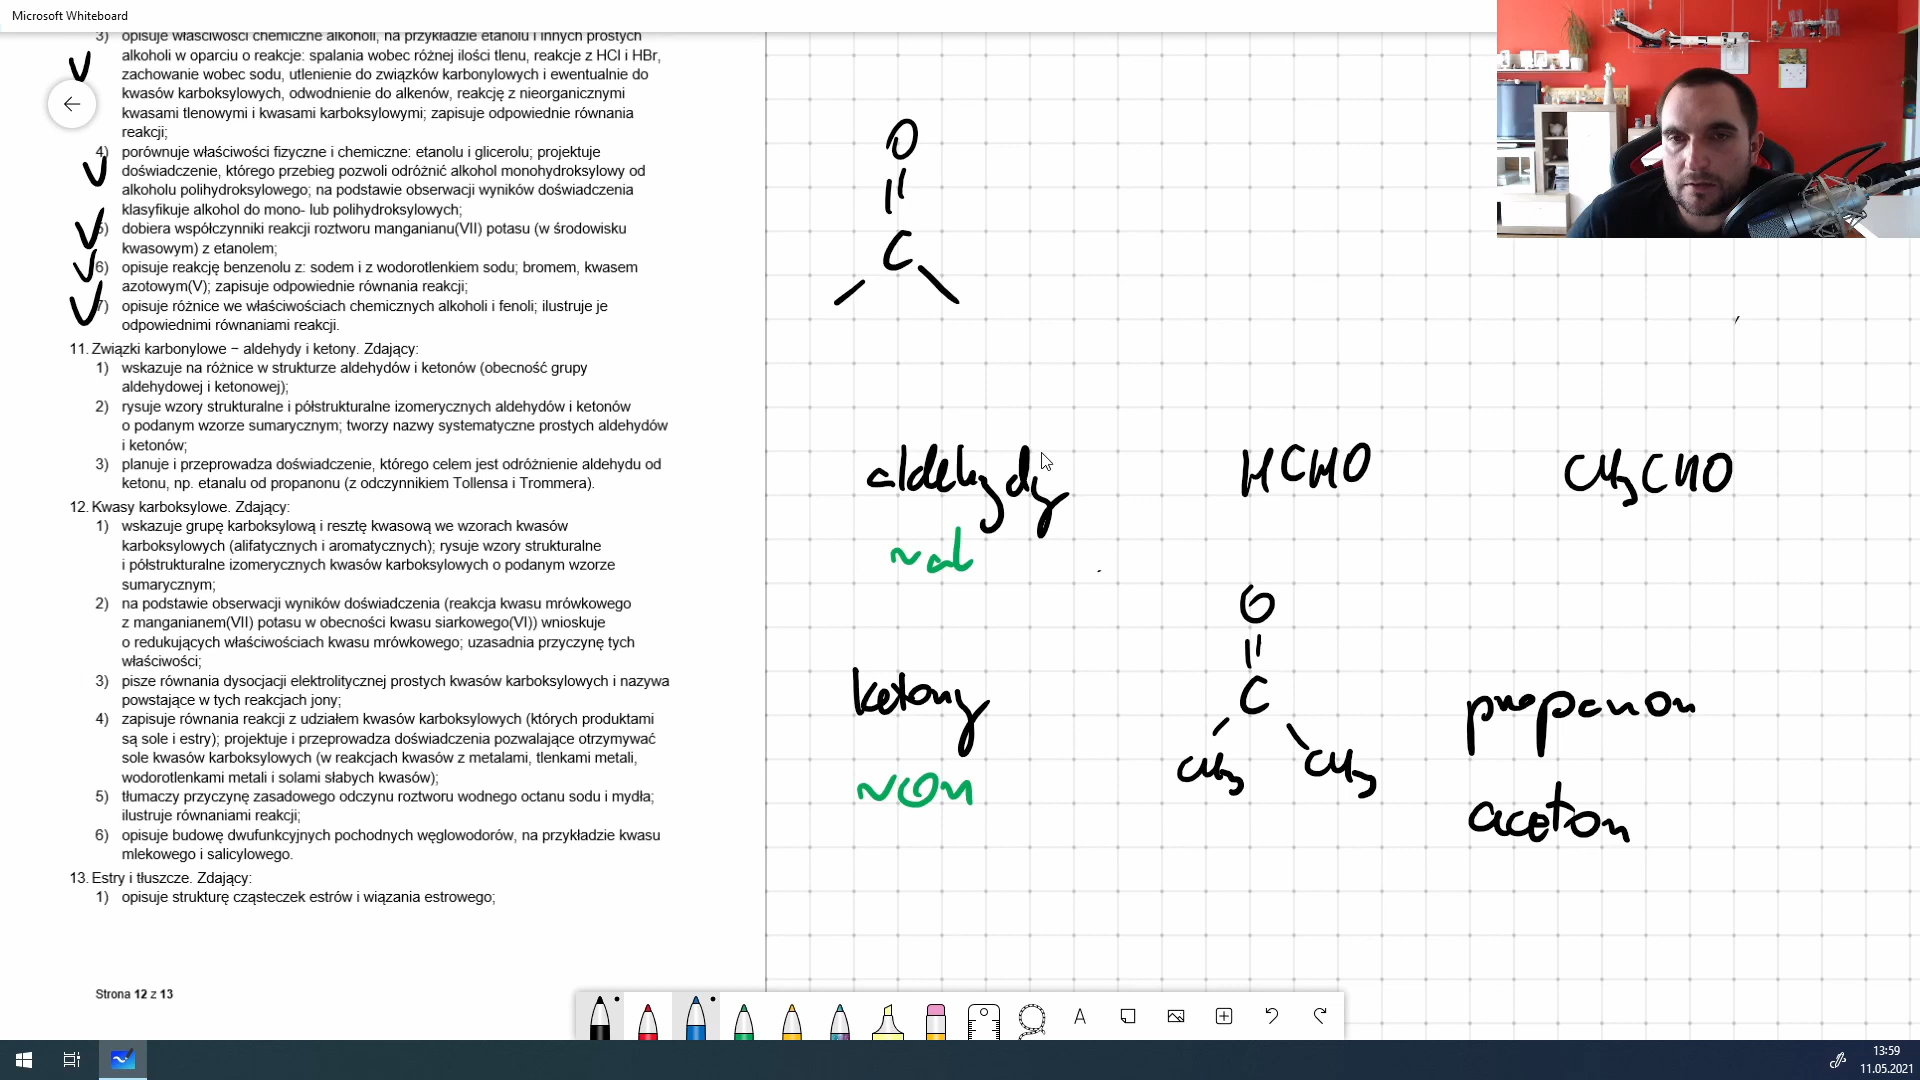 Microsoft Whiteboard
3) opisuje właściwości chemiczne alkoholi, na przykładzie etanolu i innych prostych
alkoholi w oparciu o reakcje: spalania wobec różnej ilości tlenu, reakcje z HCl i HBr,
zachowanie wobec sodu, utlenienie do związków karbonylowych i ewentualnie do
kwasów karboksylowych, odwodnienie do alkenów, reakcję z nieorganicznymi
kwasami tlenowymi i kwasami karboksylowymi; zapisuje odpowiednie równania
reakcji;
4) porównuje właściwości fizyczne i chemiczne: etanolu i glicerolu; projektuje
doświadczenie, którego przebieg pozwoli odróżnić alkohol monohydroksylowy od
alkoholu polihydroksylowego; na podstawie obserwacji wyników doświadczenia
klasyfikuje alkohol do mono- lub polihydroksylowych;
5) dobiera współczynniki reakcji roztworu manganianu(VII) potasu (w środowisku
kwasowym) z etanolem;
6) opisuje reakcję benzenolu z: sodem i z wodorotlenkiem sodu; bromem, kwasem
azotowym(V); zapisuje odpowiednie równania reakcji;
7) opisuje różnice we właściwościach chemicznych alkoholi i fenoli; ilustruje je
odpowiednimi równaniami reakcji.
11. Związki karbonylowe − aldehydy i ketony. Zdający:
1) wskazuje na różnice w strukturze aldehydów i ketonów (obecność grupy
aldehydowej i ketonowej);
2) rysuje wzory strukturalne i półstrukturalne izomerycznych aldehydów i ketonów
o podanym wzorze sumarycznym; tworzy nazwy systematyczne prostych aldehydów
i ketonów;
3) planuje i przeprowadza doświadczenie, którego celem jest odróżnienie aldehydu od
ketonu, np. etanalu od propanonu (z odczynnikiem Tollensa i Trommera).
12. Kwasy karboksylowe. Zdający:
1) wskazuje grupę karboksylową i resztę kwasową we wzorach kwasów
karboksylowych (alifatycznych i aromatycznych); rysuje wzory strukturalne
i półstrukturalne izomerycznych kwasów karboksylowych o podanym wzorze
sumarycznym;
2) na podstawie obserwacji wyników doświadczenia (reakcja kwasu mrówkowego
z manganianem(VII) potasu w obecności kwasu siarkowego(VI)) wnioskuje
o redukujących właściwościach kwasu mrówkowego; uzasadnia przyczynę tych
właściwości;
3) pisze równania dysocjacji elektrolitycznej prostych kwasów karboksylowych i nazywa
powstające w tych reakcjach jony;
4) zapisuje równania reakcji z udziałem kwasów karboksylowych (których produktami
są sole i estry); projektuje i przeprowadza doświadczenia pozwalające otrzymywać
sole kwasów karboksylowych (w reakcjach kwasów z metalami, tlenkami metali,
wodorotlenkami metali i solami słabych kwasów);
5) tłumaczy przyczynę zasadowego odczynu roztworu wodnego octanu sodu i mydła;
ilustruje równaniami reakcji;
6) opisuje budowę dwufunkcyjnych pochodnych węglowodorów, na przykładzie kwasu
mlekowego i salicylowego.
13. Estry i tłuszcze. Zdający:
1) opisuje strukturę cząsteczek estrów i wiązania estrowego;
Strona 12 z 13
O
C
aldehydy HCHO CH3CHO
~al
O
C
CH3 CH3
ketony
~on
propanon
aceton
A
13:59
11.05.2021